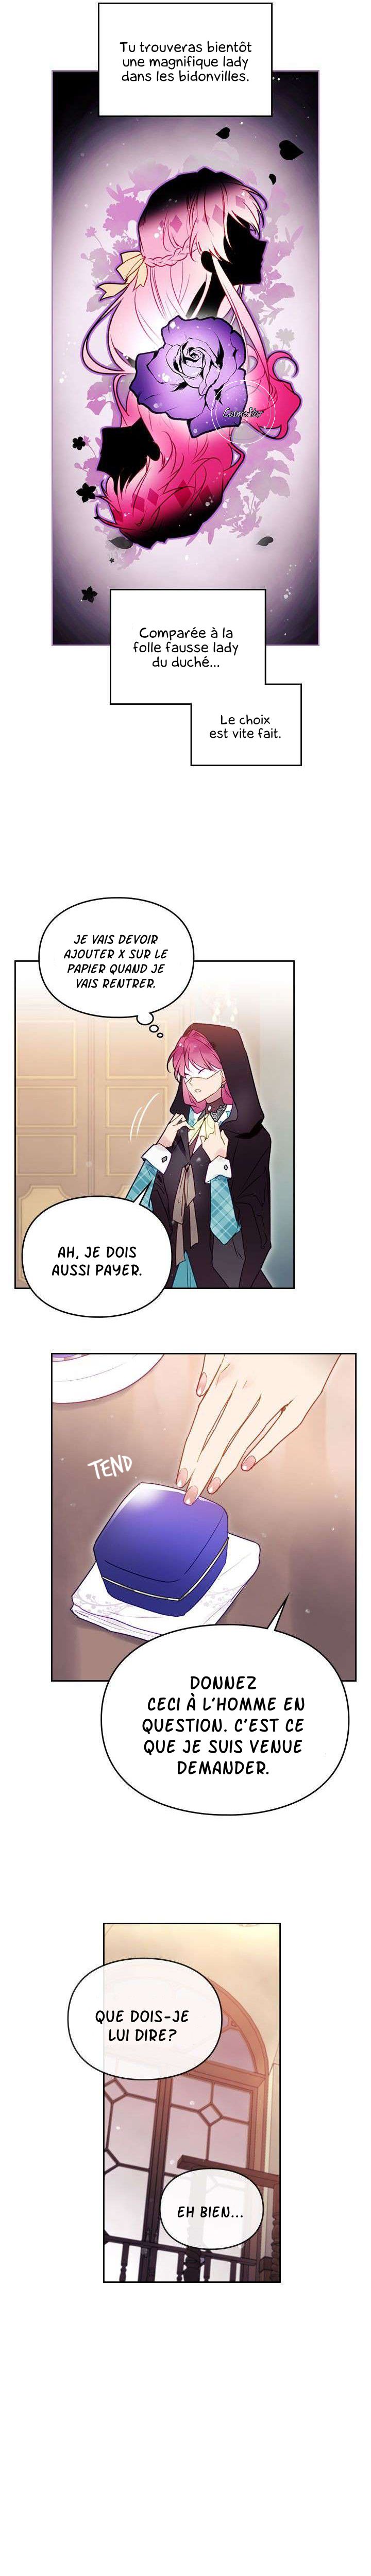 Tu trouveras bientôt
une magnifique lady
dans les bidonvilles.
Comparée à la
folle fausse lady
du duché...
Le choix
est vite fait.
JE VAIS DEVOIR
AJOUTER X SUR LE
PAPIER QUAND JE
VAIS RENTRER.
AH, JE DOIS
AUSSI PAYER.
TEND
DONNEZ
CECI À L'HOMME EN
QUESTION. C'EST CE
QUE JE SUIS VENUE
DEMANDER.
QUE DOIS-JE
LUI DIRE?
EH BIEN...